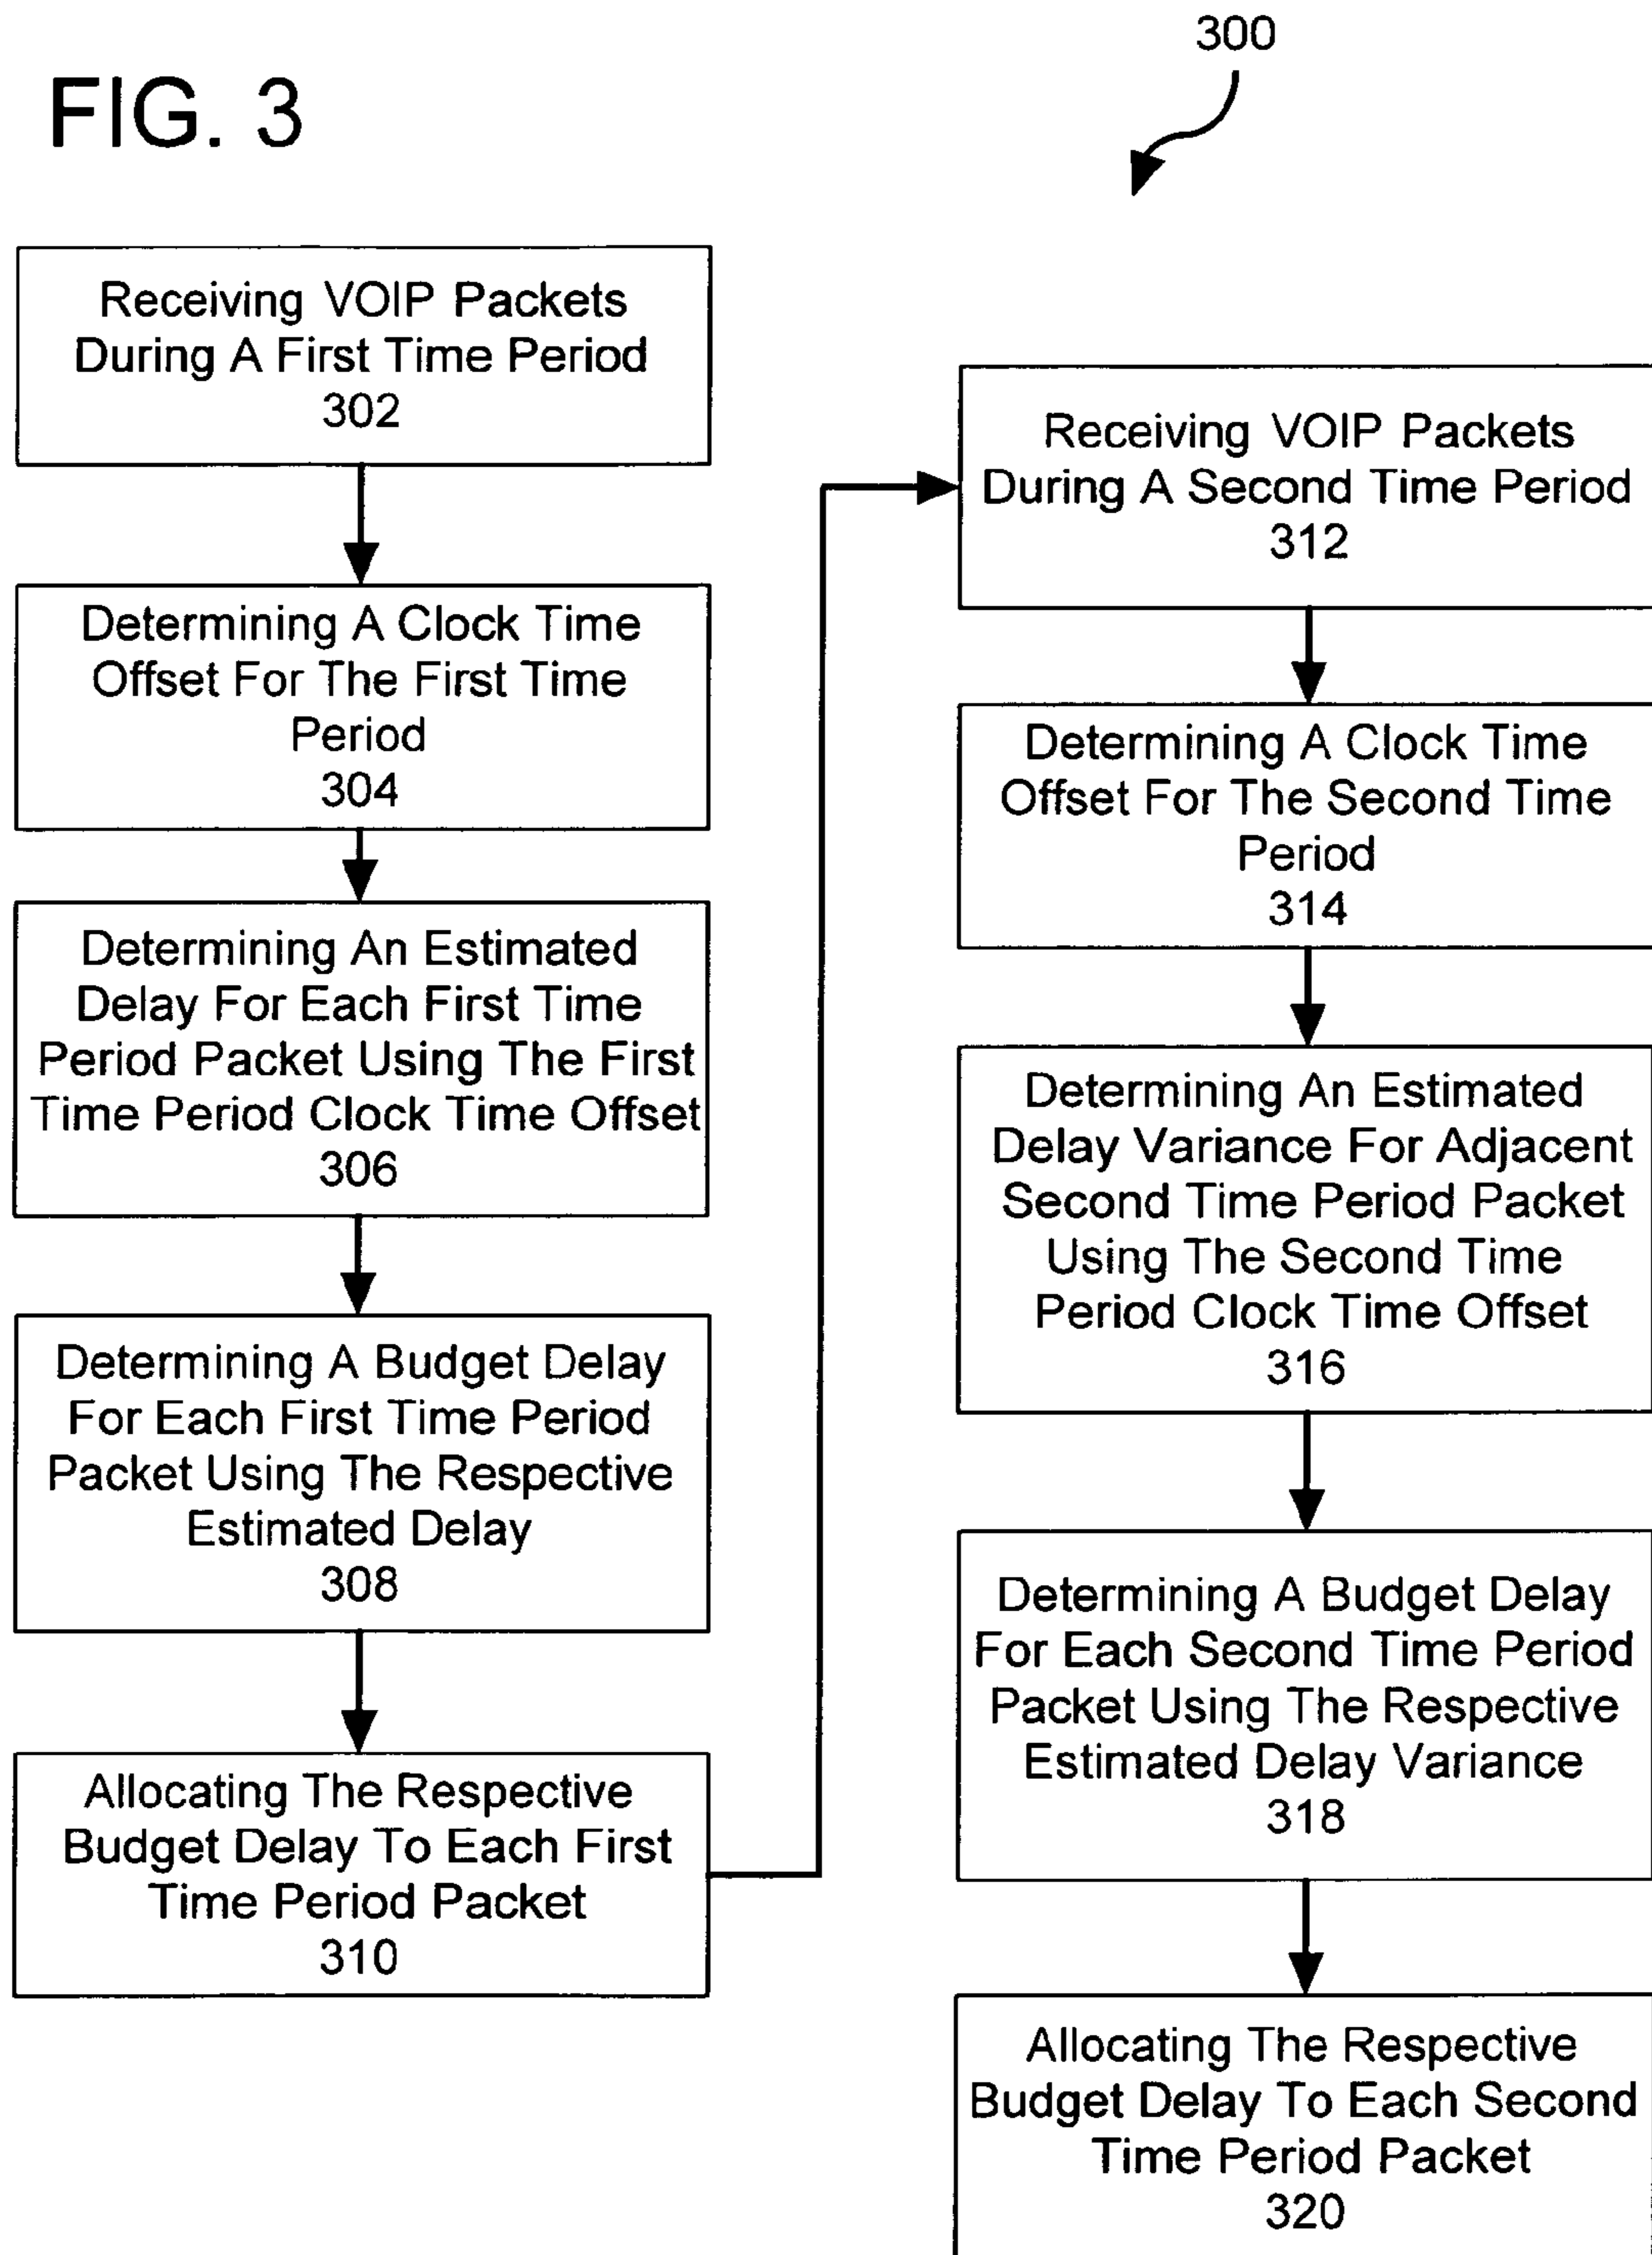 300
FIG. 3
Receiving VOIP Packets
During A First Time Period
302
Determining A Clock Time
Offset For The First Time
Period
304
Determining An Estimated
Delay For Each First Time
Period Packet Using The First
Time Period Clock Time Offset
306
Determining A Budget Delay
For Each First Time Period
Packet Using The Respective
Estimated Delay
308
Allocating The Respective
Budget Delay To Each First
Time Period Packet
310
Receiving VOIP Packets
During A Second Time Period
312
Determining A Clock Time
Offset For The Second Time
Period
314
Determining An Estimated
Delay Variance For Adjacent
Second Time Period Packet
Using The Second Time
Period Clock Time Offset
316
Determining A Budget Delay
For Each Second Time Period
Packet Using The Respective
Estimated Delay Variance
318
Allocating The Respective
Budget Delay To Each Second
Time Period Packet
320